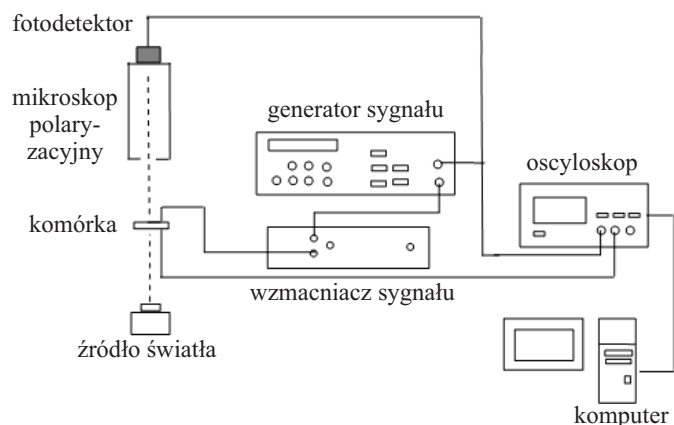 fotodetektor
mikroskop
polary-
zacyjny
generator sygnału
oscyloskop
komórka
wzmacniacz sygnału
źródło światła
komputer